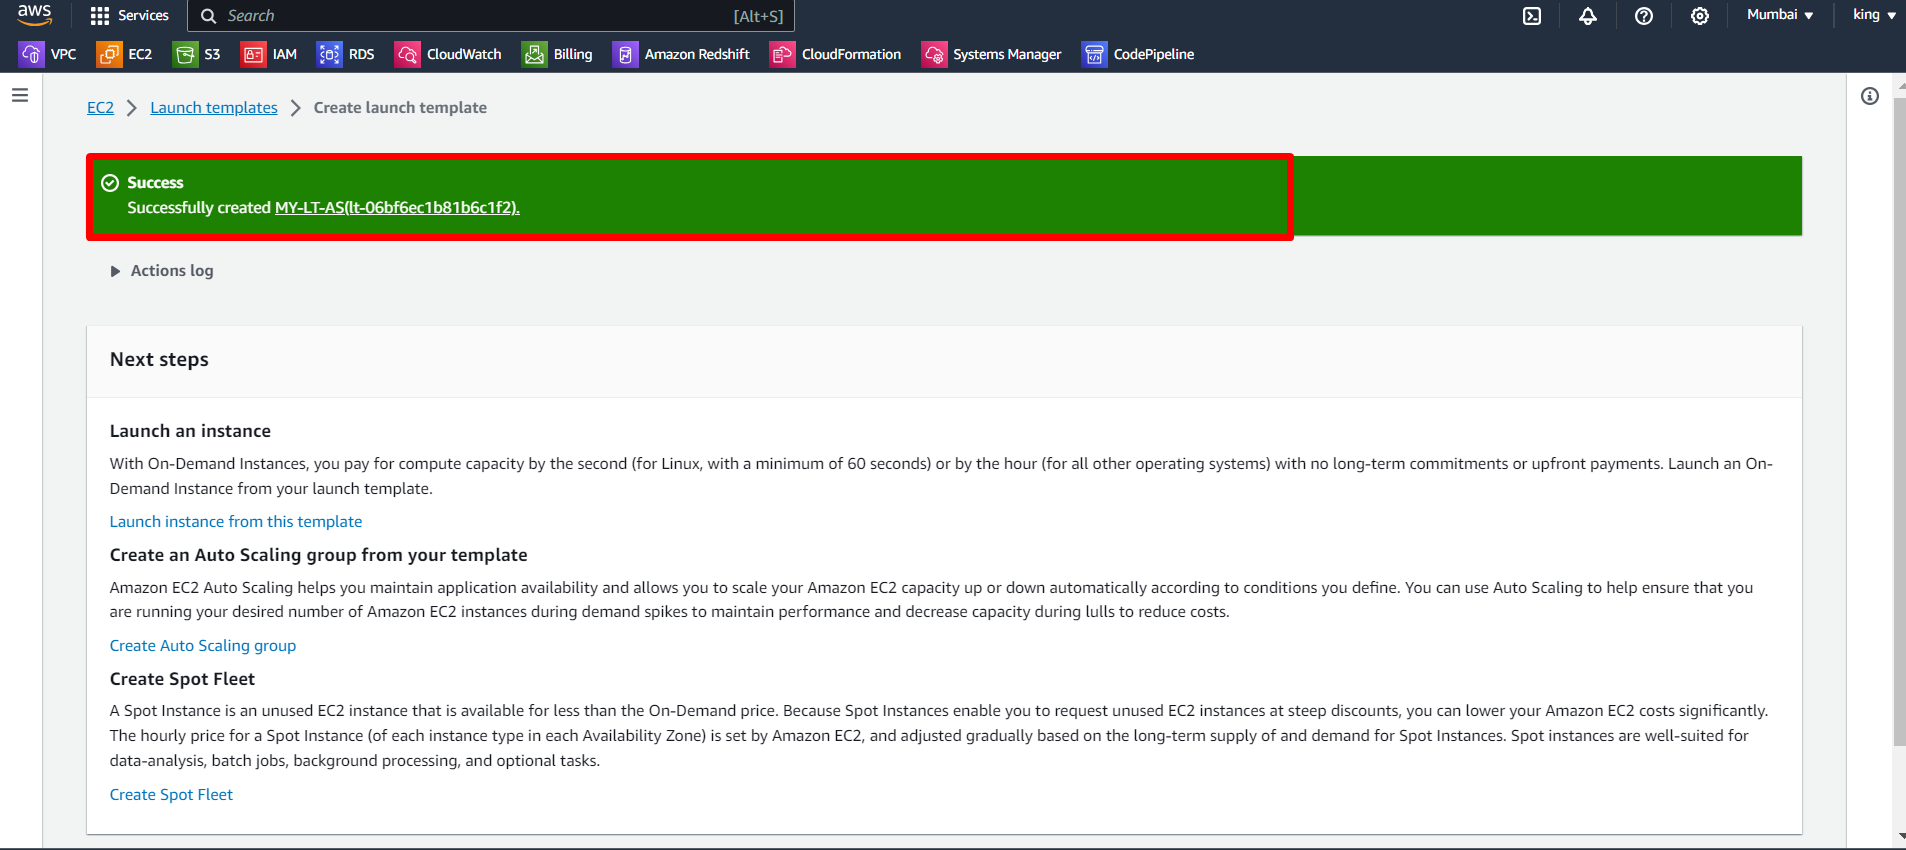 aws
Services
Search
[Alt+S]
Mumbai
king
VPC
EC2
S3
IAM
RDS
CloudWatch
Billing
Amazon Redshift
CloudFormation
Systems Manager
CodePipeline
EC2
Launch templates
Create launch template
Success
Successfully created MY-LT-AS(lt-06bf6ec1b81b6c1f2).
Actions log
Next steps
Launch an instance
With On-Demand Instances, you pay for compute capacity by the second (for Linux, with a minimum of 60 seconds) or by the hour (for all other operating systems) with no long-term commitments or upfront payments. Launch an On-
Demand Instance from your launch template.
Launch instance from this template
Create an Auto Scaling group from your template
Amazon EC2 Auto Scaling helps you maintain application availability and allows you to scale your Amazon EC2 capacity up or down automatically according to conditions you define. You can use Auto Scaling to help ensure that you
are running your desired number of Amazon EC2 instances during demand spikes to maintain performance and decrease capacity during lulls to reduce costs.
Create Auto Scaling group
Create Spot Fleet
A Spot Instance is an unused EC2 instance that is available for less than the On-Demand price. Because Spot Instances enable you to request unused EC2 instances at steep discounts, you can lower your Amazon EC2 costs significantly.
The hourly price for a Spot Instance (of each instance type in each Availability Zone) is set by Amazon EC2, and adjusted gradually based on the long-term supply of and demand for Spot Instances. Spot instances are well-suited for
data-analysis, batch jobs, background processing, and optional tasks.
Create Spot Fleet